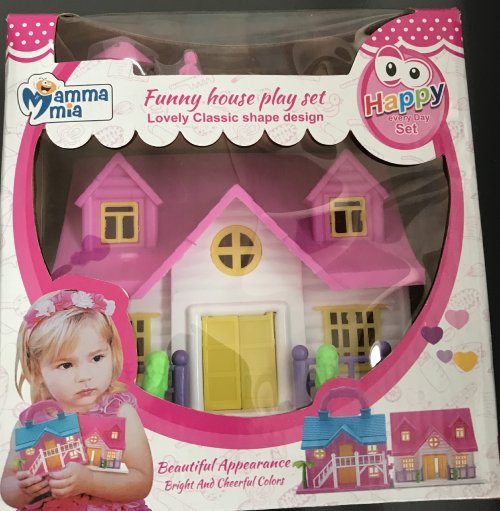 Mamma
mia
Funny house play set
Lovely Classic shape design
Happy
every Day
Set
Beautiful Appearance
Bright And Cheerful Colors